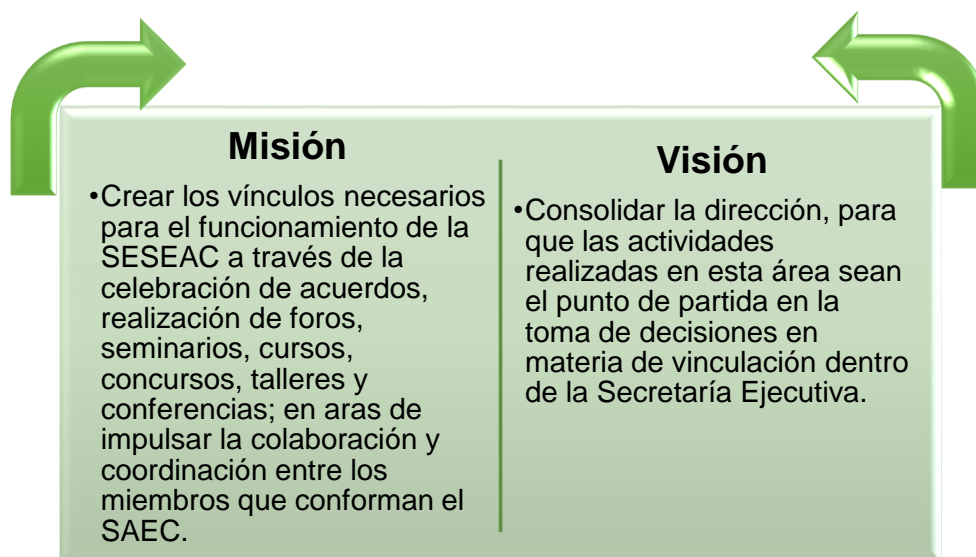 Misión
•Crear los vínculos necesarios
para el funcionamiento de la
SESEAC a través de la
celebración de acuerdos,
realización de foros,
seminarios, cursos,
concursos, talleres y
conferencias; en aras de
impulsar la colaboración y
coordinación entre los
miembros que conforman el
SAEC.
Visión
•Consolidar la dirección, para
que las actividades
realizadas en esta área sean
el punto de partida en la
toma de decisiones en
materia de vinculación dentro
de la Secretaría Ejecutiva.